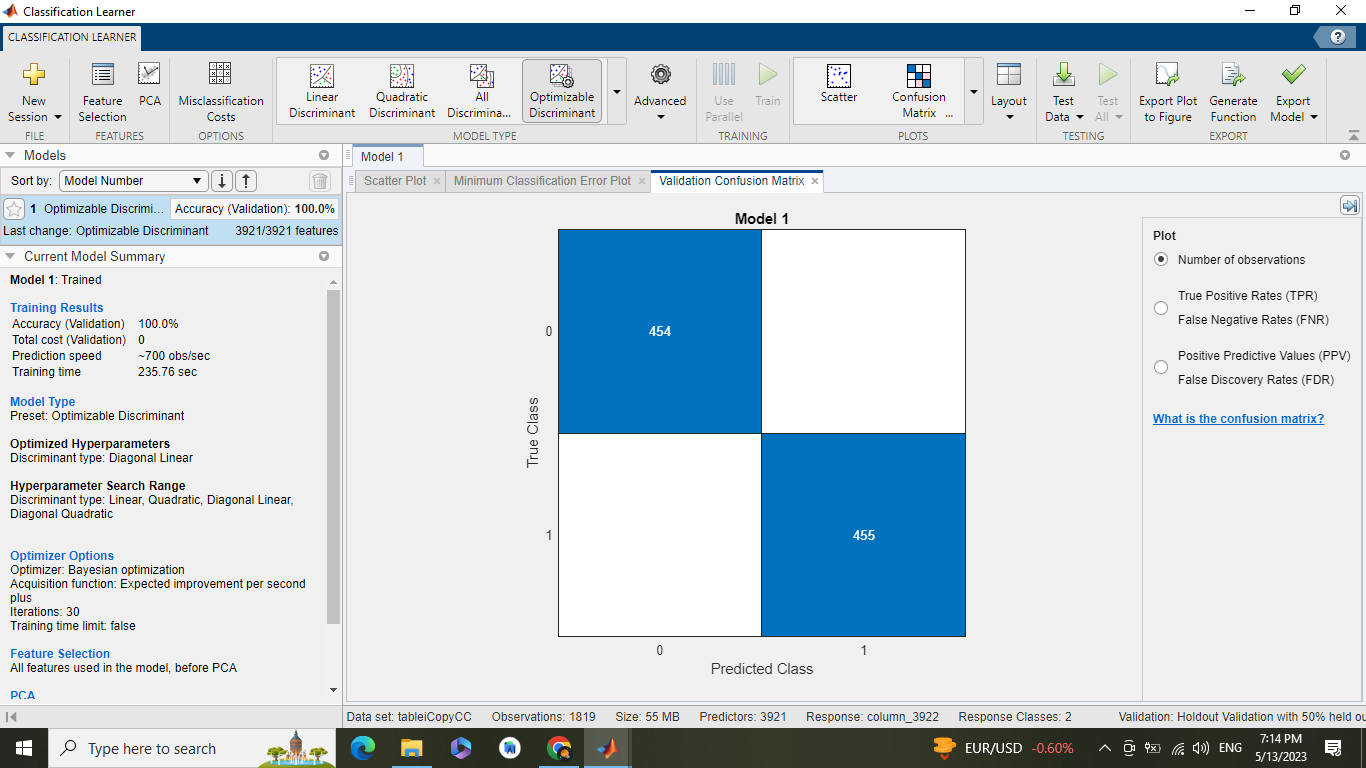 Classification Learner
CLASSIFICATION LEARNER
?
New Session
Feature Selection
PCA
Misclassification Costs
Linear Discriminant
Quadratic Discriminant
All Discrimina...
Optimizable Discriminant
Advanced
Use Parallel
Train
Scatter
Confusion Matrix ...
Layout
Test Data
Test All
Export Plot to Figure
Generate Function
Export Model
FILE
FEATURES
OPTIONS
MODEL TYPE
TRAINING
PLOTS
TESTING
EXPORT
Models
Sort by: Model Number
1 Optimizable Discrimi... Accuracy (Validation): 100.0%
Last change: Optimizable Discriminant 3921/3921 features
Current Model Summary
Model 1: Trained
Training Results
Accuracy (Validation) 100.0%
Total cost (Validation) 0
Prediction speed ~700 obs/sec
Training time 235.76 sec
Model Type
Preset: Optimizable Discriminant
Optimized Hyperparameters
Discriminant type: Diagonal Linear
Hyperparameter Search Range
Discriminant type: Linear, Quadratic, Diagonal Linear,
Diagonal Quadratic
Optimizer Options
Optimizer: Bayesian optimization
Acquisition function: Expected improvement per second
plus
Iterations: 30
Training time limit: false
Feature Selection
All features used in the model, before PCA
PCA
Model 1
Scatter Plot
Minimum Classification Error Plot
Validation Confusion Matrix
Model 1
0
454
True Class
1
455
0
1
Predicted Class
Plot
Number of observations
True Positive Rates (TPR)
False Negative Rates (FNR)
Positive Predictive Values (PPV)
False Discovery Rates (FDR)
What is the confusion matrix?
Data set: tableiCopyCC Observations: 1819 Size: 55 MB Predictors: 3921 Response: column_3922 Response Classes: 2 Validation: Holdout Validation with 50% held ou
Type here to search
EUR/USD -0.60%
ENG
7:14 PM
5/13/2023